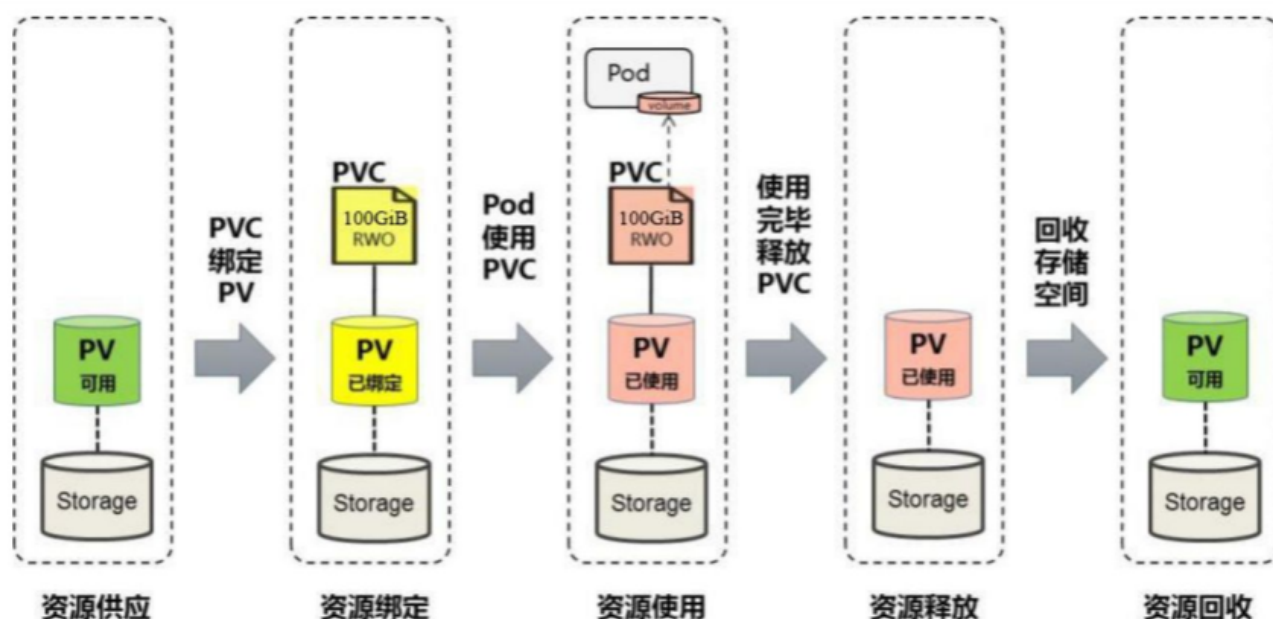 Pod
volume
PVC
100GiB
RWO
PVC
100GiB
RWO
PVC
绑定
PV
Pod
使用
PVC
使用
完毕
释放
PVC
回收
存储
空间
PV
可用
PV
已绑定
PV
已使用
PV
已使用
PV
可用
Storage
Storage
Storage
Storage
Storage
资源供应
资源绑定
资源使用
资源释放
资源回收